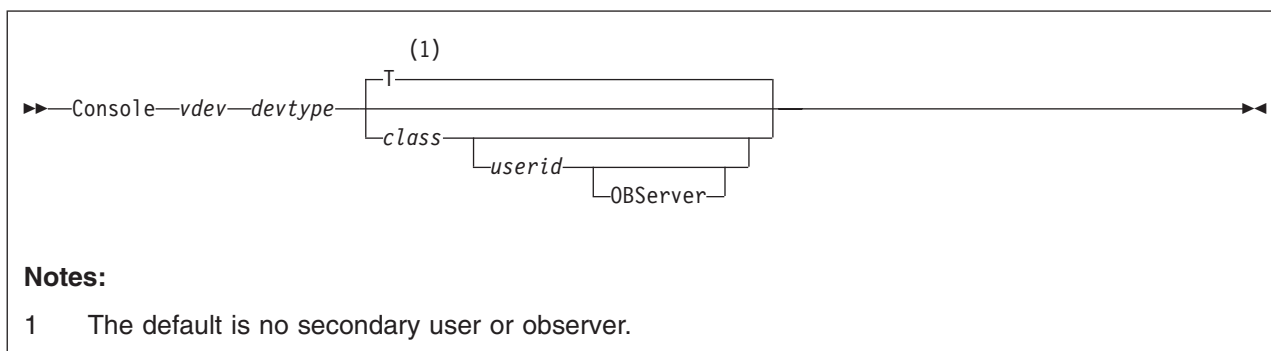 (1)
T
Console vdev devtype
class
userid
OBServer
Notes:
1 The default is no secondary user or observer.